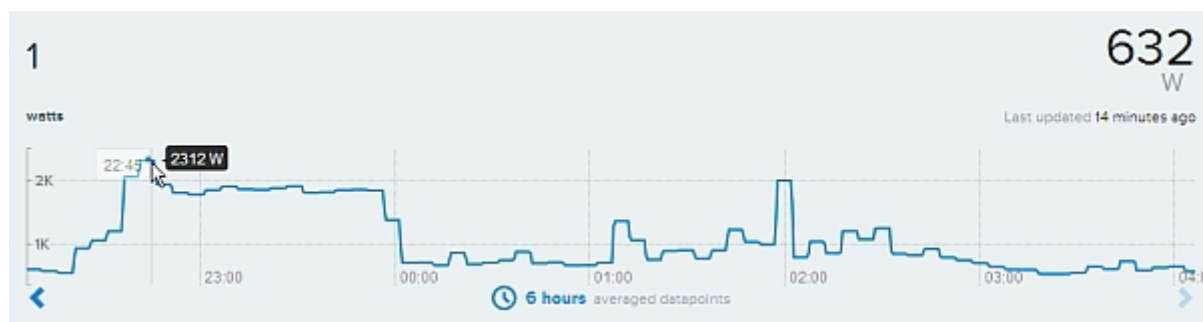 1
632
W
watts
Last updated 14 minutes ago
22:45
2312 W
2K
1K
23:00
00:00
01:00
02:00
03:00
04:0
6 hours averaged datapoints